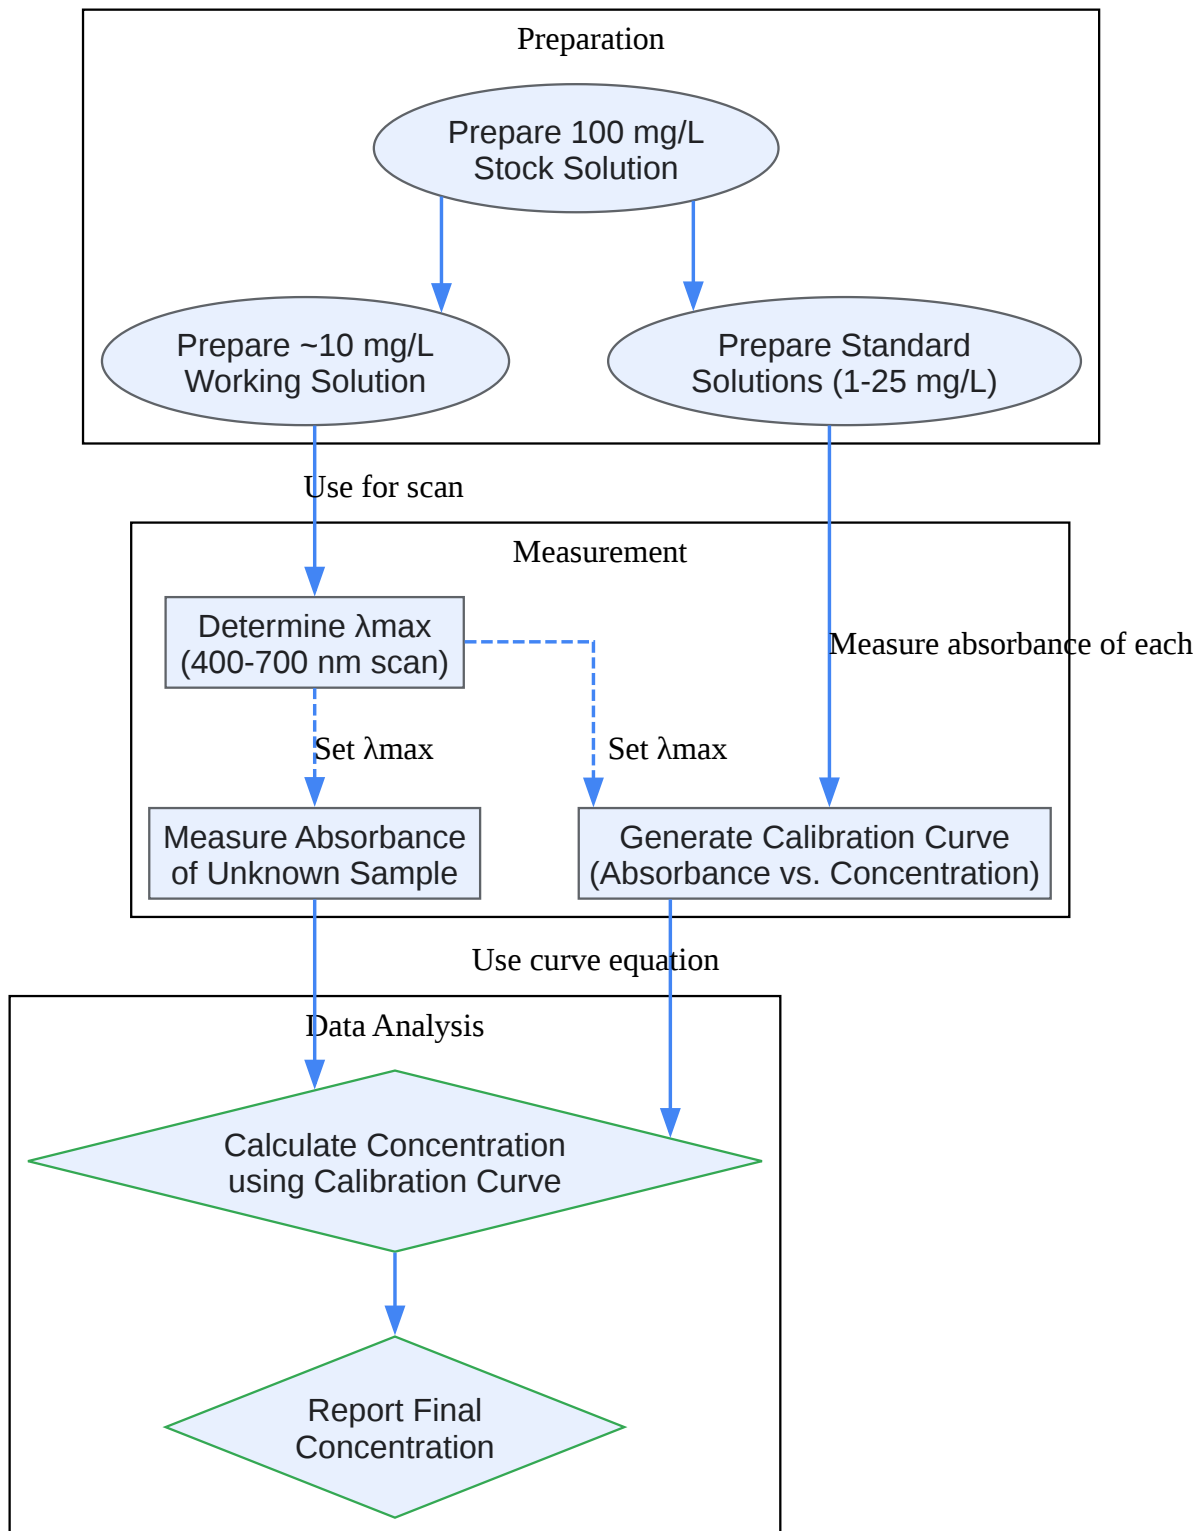 Preparation
Prepare 100 mg/L
Stock Solution
Prepare ~10 mg/L
Working Solution
Prepare Standard
Solutions (1-25 mg/L)
Use for scan
Measurement
Determine λmax
(400-700 nm scan)
Measure absorbance of each
Set λmax
Set λmax
Measure Absorbance
of Unknown Sample
Generate Calibration Curve
(Absorbance vs. Concentration)
Use curve equation
Data Analysis
Calculate Concentration
using Calibration Curve
Report Final
Concentration